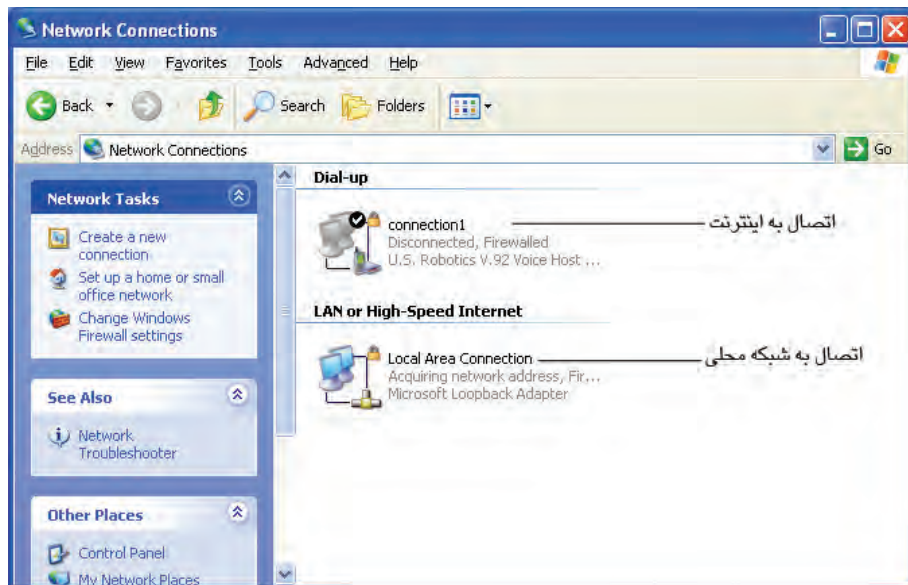 Network Connections
File Edit View Favorites Tools Advanced Help
Back Search Folders
Address Network Connections Go
Network Tasks
Create a new
connection
Set up a home or small
office network
Change Windows
Firewall settings
See Also
Network
Troubleshooter
Other Places
Control Panel
My Network Places
Dial-up
connection1
اتصال به اینترنت
Disconnected, Firewalled
U.S. Robotics V.92 Voice Host ...
LAN or High-Speed Internet
Local Area Connection
اتصال به شبکه محلی
Acquiring network address, Fir...
Microsoft Loopback Adapter